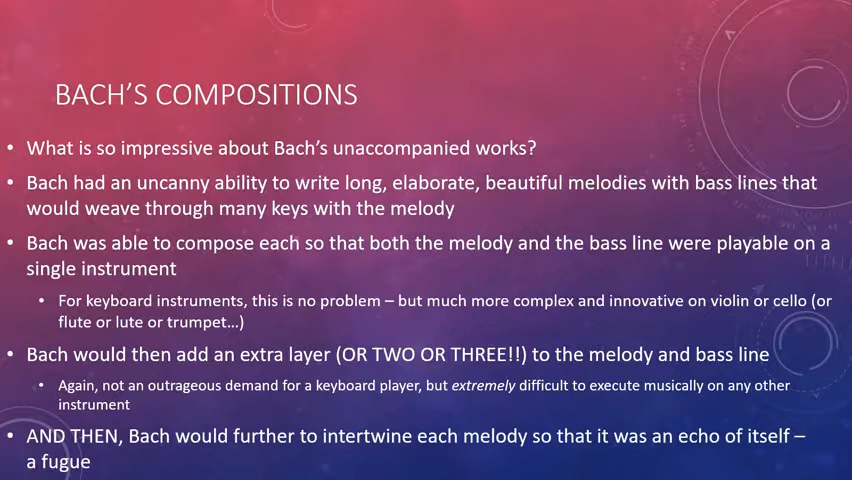 BACH'S COMPOSITIONS
• What is so impressive about Bach's unaccompanied works?
• Bach had an uncanny ability to write long, elaborate, beautiful melodies with bass lines that
would weave through many keys with the melody
• Bach was able to compose each so that both the melody and the bass line were playable on a
single instrument
• For keyboard instruments, this is no problem – but much more complex and innovative on violin or cello (or
flute or lute or trumpet…)
• Bach would then add an extra layer (OR TWO OR THREE!!) to the melody and bass line
• Again, not an outrageous demand for a keyboard player, but extremely difficult to execute musically on any other
instrument
• AND THEN, Bach would further to intertwine each melody so that it was an echo of itself –
a fugue